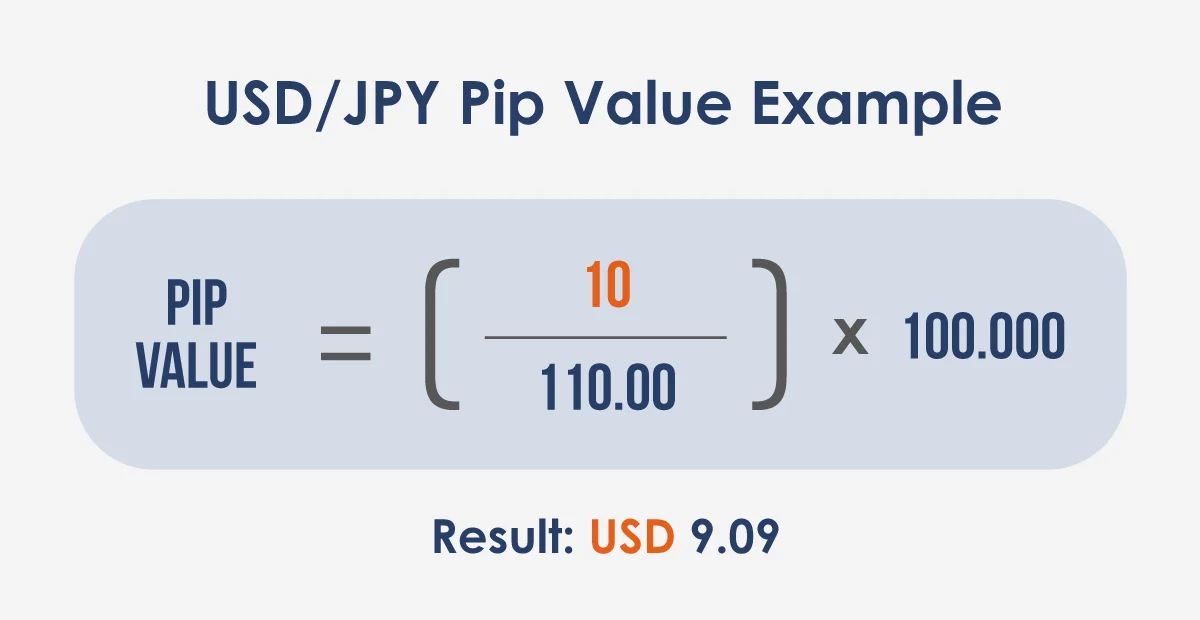 USD/JPY Pip Value Example
PIP
VALUE
=
10
110.00
x 100.000
Result: USD 9.09